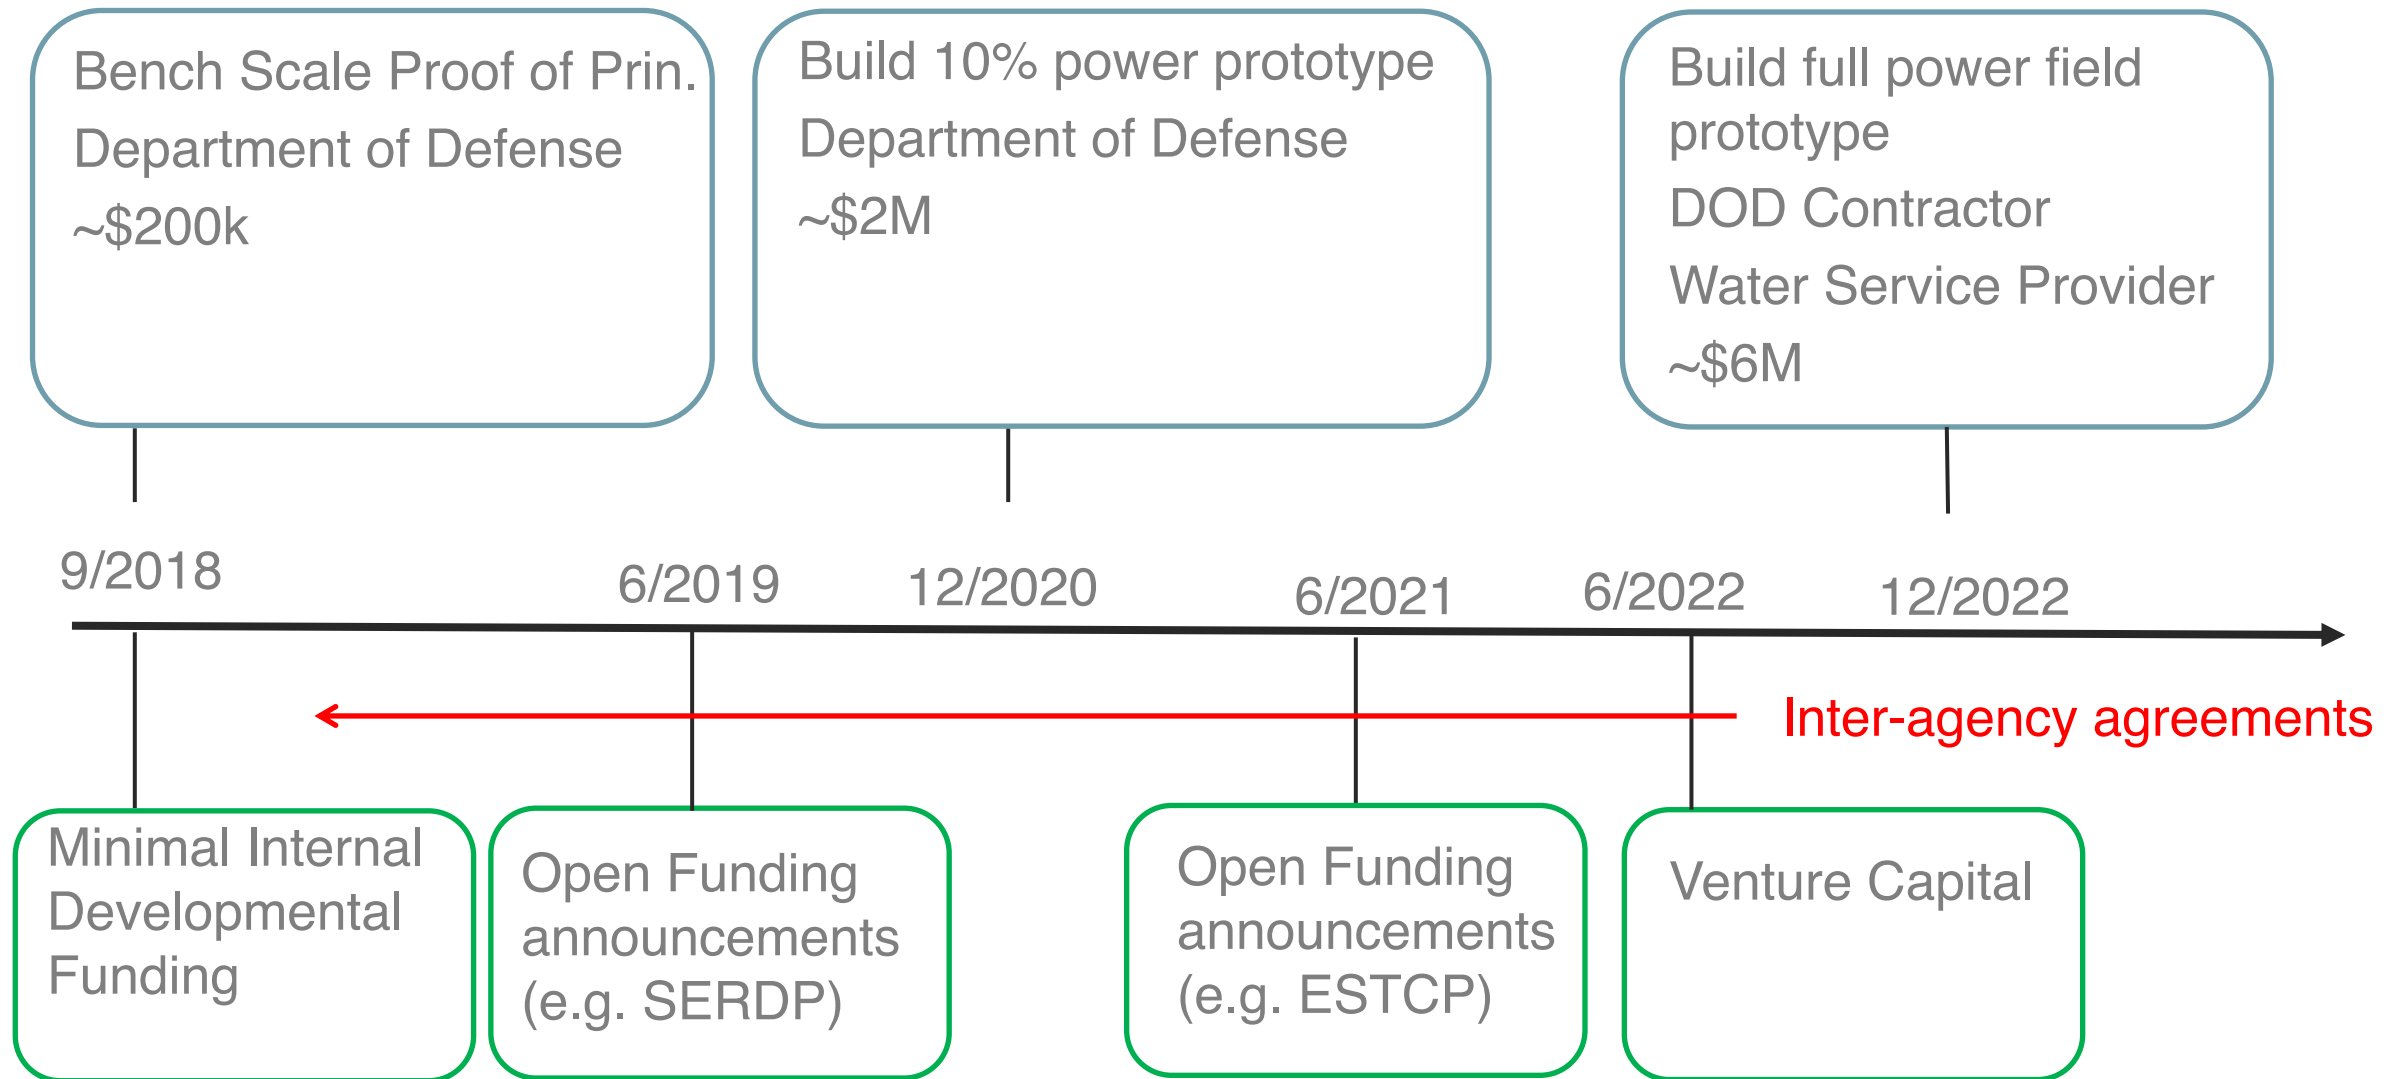 Bench Scale Proof of Prin.
Department of Defense
~$200k
Build 10% power prototype
Department of Defense
~$2M
Build full power field
prototype
DOD Contractor
Water Service Provider
~$6M
9/2018
6/2019
12/2020
6/2021
6/2022
12/2022
Inter-agency agreements
Minimal Internal
Developmental
Funding
Open Funding
announcements
(e.g. SERDP)
Open Funding
announcements
(e.g. ESTCP)
Venture Capital